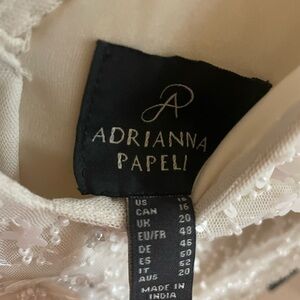 ADRIANNA
PAPELL
US 16
CAN 16
UK 20
EU/FR 48
DE 46
ES 50
IT 52
AUS 20
MADE IN
INDIA